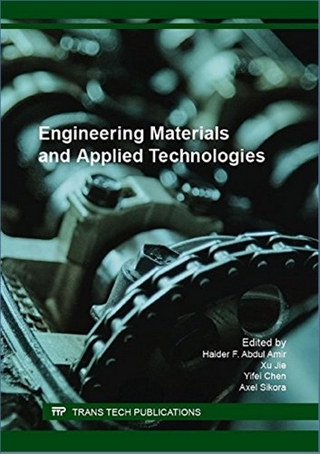 Engineering Materials
and Applied Technologies
Edited by
Haider F. Abdul Amir
Xu Jie
Yifei Chen
Axel Sikora
TTP TRANS TECH PUBLICATIONS